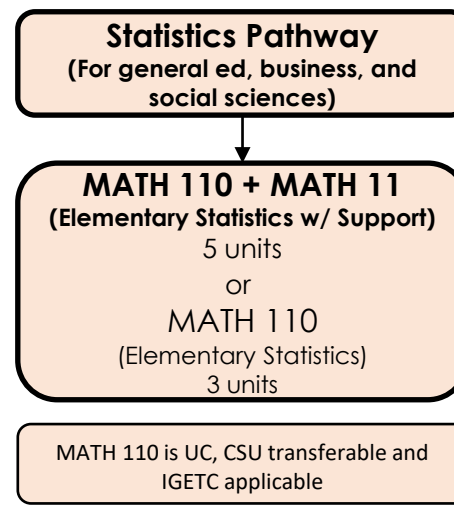 Statistics Pathway
(For general ed, business, and
social sciences)
MATH 110 + MATH 11
(Elementary Statistics w/ Support)
5 units
or
MATH 110
(Elementary Statistics)
3 units
MATH 110 is UC, CSU transferable and
IGETC applicable